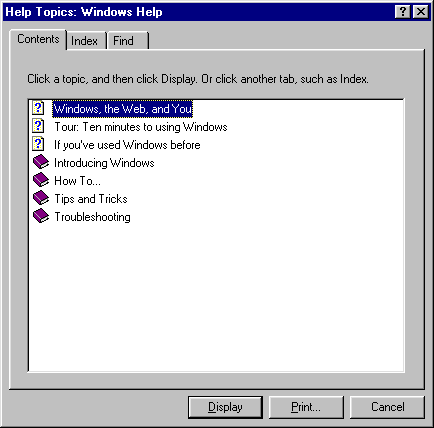 Help Topics: Windows Help
Contents Index Find
Click a topic, and then click Display. Or click another tab, such as Index.
Windows, the Web, and You
Tour: Ten minutes to using Windows
If you've used Windows before
Introducing Windows
How To...
Tips and Tricks
Troubleshooting
Display Print... Cancel